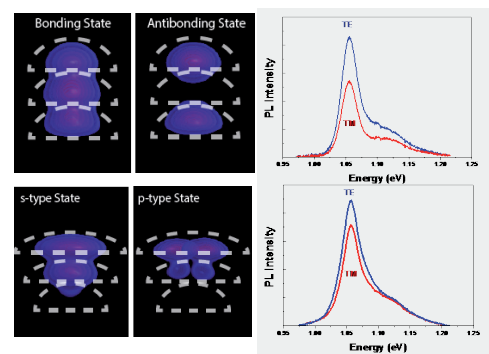 Bonding State
Antibonding State
TE
TM
PL Intensity
0.95
1.00
1.05
1.10
1.15
1.20
1.25
Energy (eV)
s-type State
p-type State
TE
TM
PL Intensity
0.95
1.00
1.05
1.10
1.15
1.20
1.25
Energy (eV)